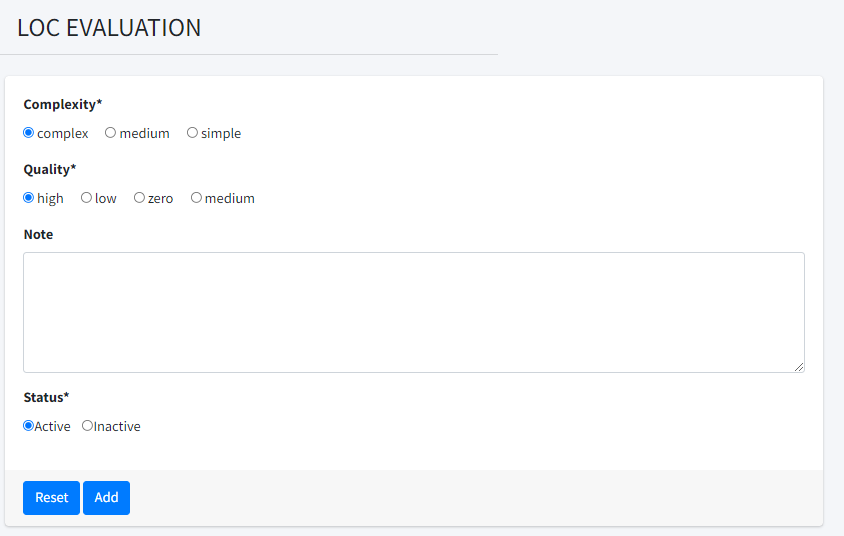 LOC EVALUATION
Complexity*
complex medium simple
Quality*
high low zero medium
Note
Status*
Active Inactive
Reset Add